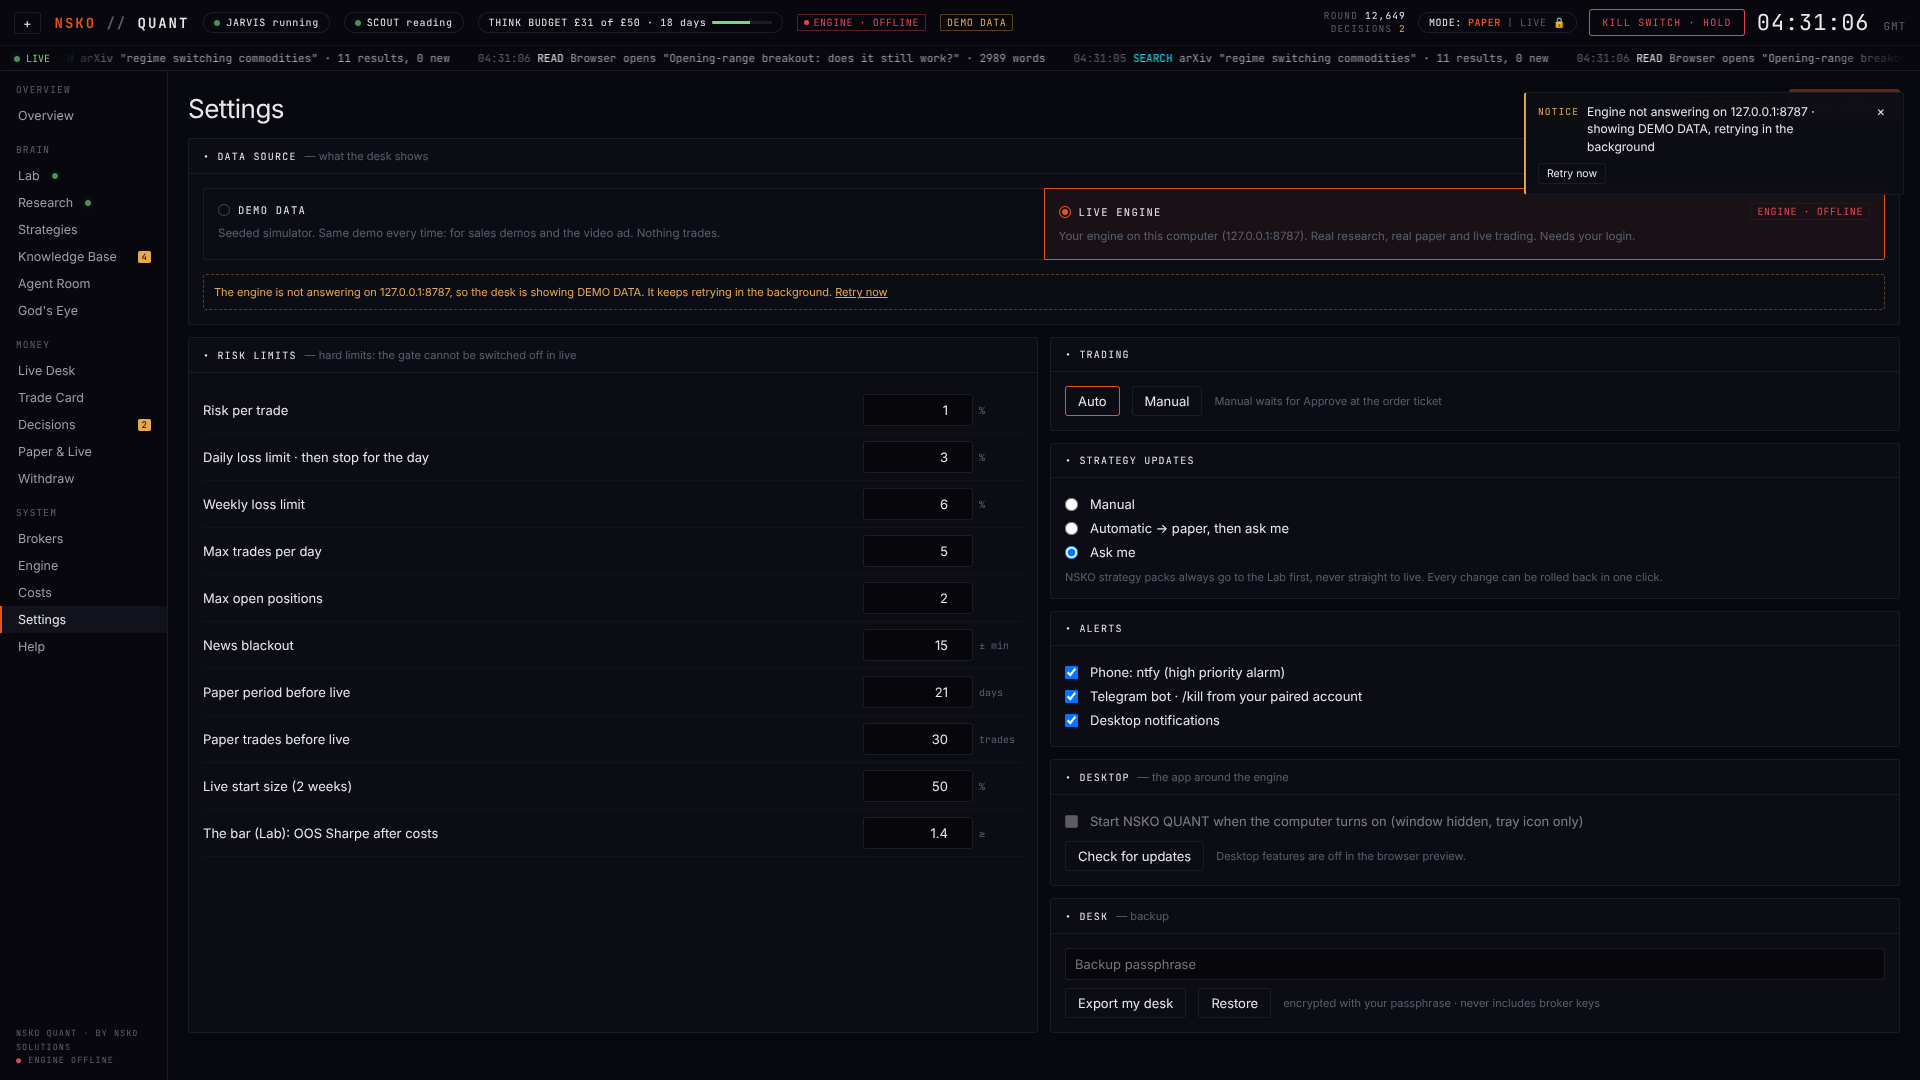 + NSKO // QUANT JARVIS running SCOUT reading THINK BUDGET £31 of £50 · 18 days ENGINE · OFFLINE DEMO DATA ROUND 12,649 DECISIONS 2 MODE: PAPER | LIVE KILL SWITCH · HOLD 04:31:06 GMT
LIVE arXiv "regime switching commodities" · 11 results, 0 new 04:31:06 READ Browser opens "Opening-range breakout: does it still work?" · 2989 words 04:31:05 SEARCH arXiv "regime switching commodities" · 11 results, 0 new 04:31:06 READ Browser opens "Opening-range
OVERVIEW
Overview
BRAIN
Lab
Research
Strategies
Knowledge Base 4
Agent Room
God's Eye
MONEY
Live Desk
Trade Card
Decisions 2
Paper & Live
Withdraw
SYSTEM
Brokers
Engine
Costs
Settings
Help
NSKO QUANT · BY NSKO
SOLUTIONS
ENGINE OFFLINE
Settings
NOTICE Engine not answering on 127.0.0.1:8787 · ×
showing DEMO DATA, retrying in the
background
Retry now
• DATA SOURCE — what the desk shows
DEMO DATA
Seeded simulator. Same demo every time: for sales demos and the video ad. Nothing trades.
LIVE ENGINE ENGINE · OFFLINE
Your engine on this computer (127.0.0.1:8787). Real research, real paper and live trading. Needs your login.
The engine is not answering on 127.0.0.1:8787, so the desk is showing DEMO DATA. It keeps retrying in the background. Retry now
• RISK LIMITS — hard limits: the gate cannot be switched off in live
Risk per trade 1 %
Daily loss limit · then stop for the day 3 %
Weekly loss limit 6 %
Max trades per day 5
Max open positions 2
News blackout 15 ± min
Paper period before live 21 days
Paper trades before live 30 trades
Live start size (2 weeks) 50 %
The bar (Lab): OOS Sharpe after costs 1.4 ≥
• TRADING
Auto Manual Manual waits for Approve at the order ticket
• STRATEGY UPDATES
Manual
Automatic → paper, then ask me
Ask me
NSKO strategy packs always go to the Lab first, never straight to live. Every change can be rolled back in one click.
• ALERTS
Phone: ntfy (high priority alarm)
Telegram bot · /kill from your paired account
Desktop notifications
• DESKTOP — the app around the engine
Start NSKO QUANT when the computer turns on (window hidden, tray icon only)
Check for updates Desktop features are off in the browser preview.
• DESK — backup
Backup passphrase
Export my desk Restore encrypted with your passphrase · never includes broker keys